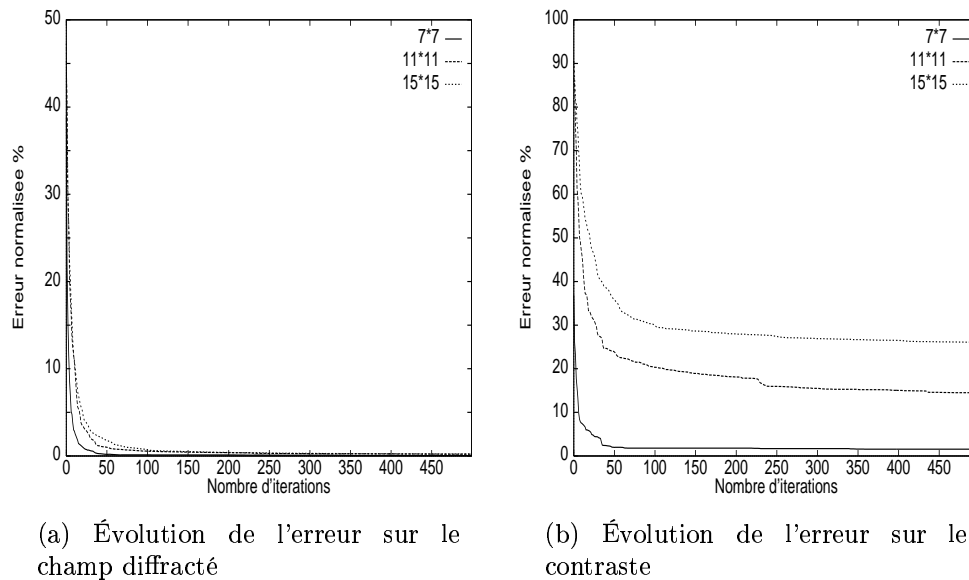 50
40
30
20
10
0
0 50 100 150 200 250 300 350 400 450
Erreur normalisee %
Nombre d'iterations
7*7
11*11
15*15
(a) Évolution de l'erreur sur le
champ diffracté
100
90
80
70
60
50
40
30
20
10
0
0 50 100 150 200 250 300 350 400 450
Erreur normalisee %
Nombre d'iterations
7*7
11*11
15*15
(b) Évolution de l'erreur sur le
contraste